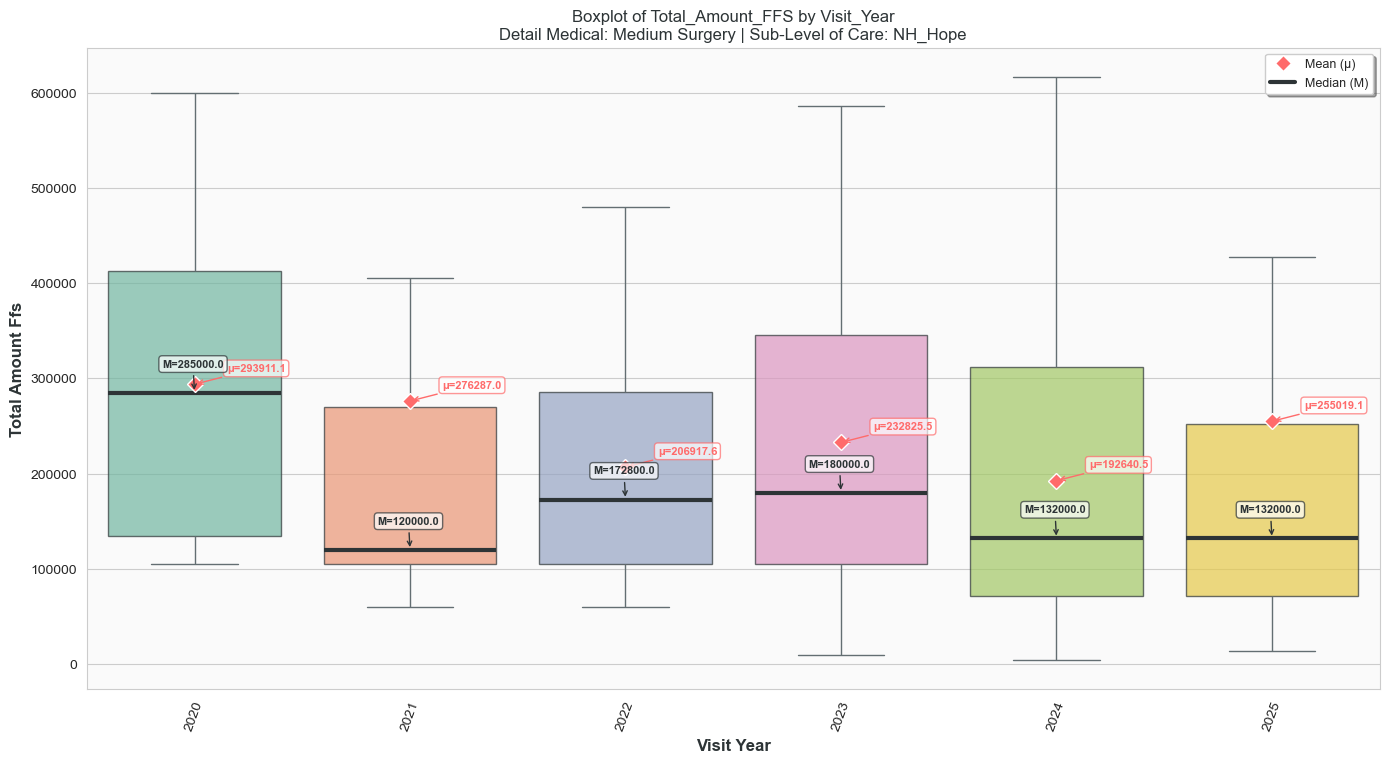 Boxplot of Total_Amount_FFS by Visit_Year
Detail Medical: Medium Surgery | Sub-Level of Care: NH_Hope
Mean (μ)
Median (M)
Total Amount Ffs
600000
500000
400000
300000
200000
100000
0
M=285000.0
μ=293911.1
μ=276287.0
M=120000.0
μ=206917.6
M=172800.0
μ=232825.5
M=180000.0
μ=192640.5
M=132000.0
μ=255019.1
M=132000.0
2020
2021
2022
2023
2024
2025
Visit Year